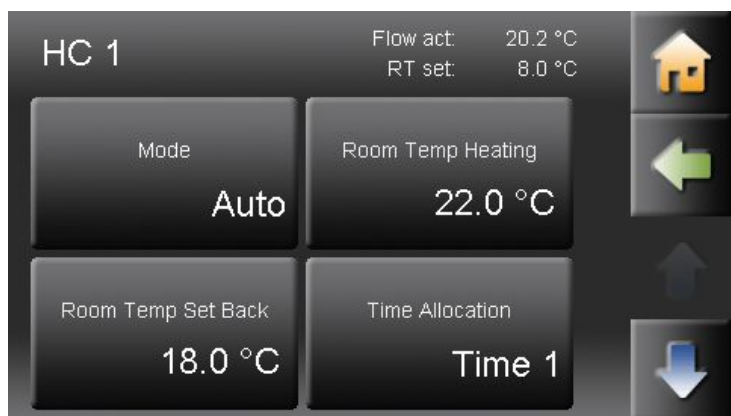 HC 1
Flow act: 20.2 °C
RT set: 8.0 °C
Mode
Auto
Room Temp Heating
22.0 °C
Room Temp Set Back
18.0 °C
Time Allocation
Time 1